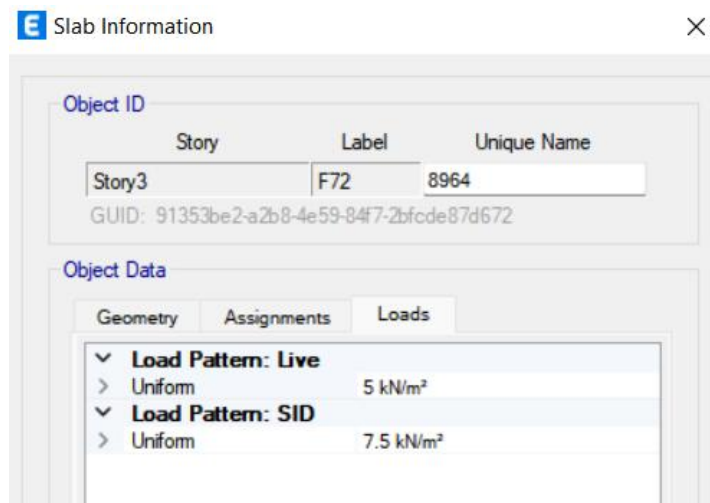 E Slab Information
Object ID
Story Label Unique Name
Story3 F72 8964
GUID: 91353be2-a2b8-4e59-84f7-2bfcde87d672
Object Data
Geometry Assignments Loads
Load Pattern: Live
Uniform 5 kN/m²
Load Pattern: SID
Uniform 7.5 kN/m²